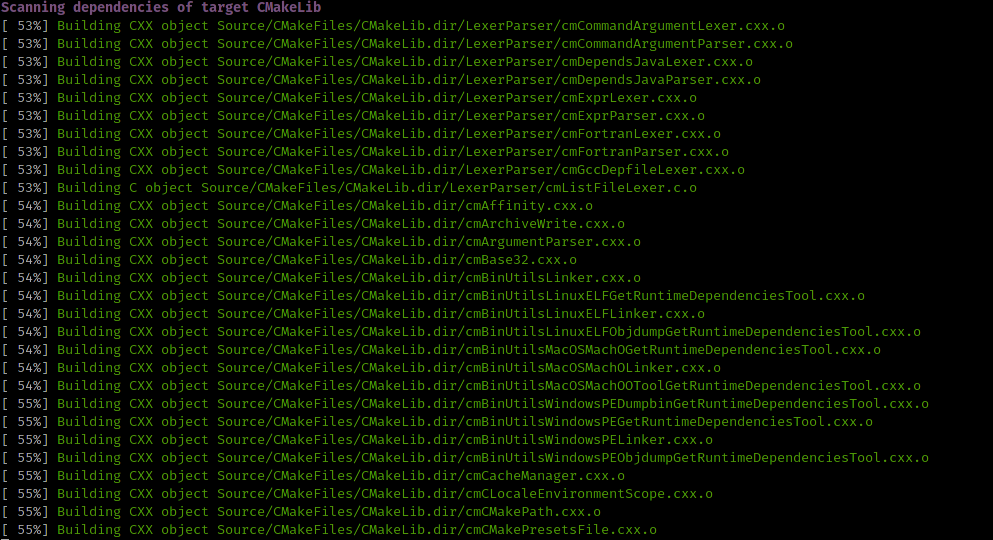 Scanning dependencies of target CMakeLib
[ 53%] Building CXX object Source/CMakeFiles/CMakeLib.dir/LexerParser/cmCommandArgumentLexer.cxx.o
[ 53%] Building CXX object Source/CMakeFiles/CMakeLib.dir/LexerParser/cmCommandArgumentParser.cxx.o
[ 53%] Building CXX object Source/CMakeFiles/CMakeLib.dir/LexerParser/cmDependsJavaLexer.cxx.o
[ 53%] Building CXX object Source/CMakeFiles/CMakeLib.dir/LexerParser/cmDependsJavaParser.cxx.o
[ 53%] Building CXX object Source/CMakeFiles/CMakeLib.dir/LexerParser/cmExprLexer.cxx.o
[ 53%] Building CXX object Source/CMakeFiles/CMakeLib.dir/LexerParser/cmExprParser.cxx.o
[ 53%] Building CXX object Source/CMakeFiles/CMakeLib.dir/LexerParser/cmFortranLexer.cxx.o
[ 53%] Building CXX object Source/CMakeFiles/CMakeLib.dir/LexerParser/cmFortranParser.cxx.o
[ 53%] Building CXX object Source/CMakeFiles/CMakeLib.dir/LexerParser/cmGccDepfileLexer.cxx.o
[ 53%] Building C object Source/CMakeFiles/CMakeLib.dir/LexerParser/cmListFileLexer.c.o
[ 54%] Building CXX object Source/CMakeFiles/CMakeLib.dir/cmAffinity.cxx.o
[ 54%] Building CXX object Source/CMakeFiles/CMakeLib.dir/cmArchiveWrite.cxx.o
[ 54%] Building CXX object Source/CMakeFiles/CMakeLib.dir/cmArgumentParser.cxx.o
[ 54%] Building CXX object Source/CMakeFiles/CMakeLib.dir/cmBase32.cxx.o
[ 54%] Building CXX object Source/CMakeFiles/CMakeLib.dir/cmBinUtilsLinker.cxx.o
[ 54%] Building CXX object Source/CMakeFiles/CMakeLib.dir/cmBinUtilsLinuxELFGetRuntimeDependenciesTool.cxx.o
[ 54%] Building CXX object Source/CMakeFiles/CMakeLib.dir/cmBinUtilsLinuxELFLinker.cxx.o
[ 54%] Building CXX object Source/CMakeFiles/CMakeLib.dir/cmBinUtilsLinuxELFObjdumpGetRuntimeDependenciesTool.cxx.o
[ 54%] Building CXX object Source/CMakeFiles/CMakeLib.dir/cmBinUtilsMacOSMachOGetRuntimeDependenciesTool.cxx.o
[ 54%] Building CXX object Source/CMakeFiles/CMakeLib.dir/cmBinUtilsMacOSMachOLinker.cxx.o
[ 54%] Building CXX object Source/CMakeFiles/CMakeLib.dir/cmBinUtilsMacOSMachOOToolGetRuntimeDependenciesTool.cxx.o
[ 55%] Building CXX object Source/CMakeFiles/CMakeLib.dir/cmBinUtilsWindowsPEDumpbinGetRuntimeDependenciesTool.cxx.o
[ 55%] Building CXX object Source/CMakeFiles/CMakeLib.dir/cmBinUtilsWindowsPEGetRuntimeDependenciesTool.cxx.o
[ 55%] Building CXX object Source/CMakeFiles/CMakeLib.dir/cmBinUtilsWindowsPELinker.cxx.o
[ 55%] Building CXX object Source/CMakeFiles/CMakeLib.dir/cmBinUtilsWindowsPEObjdumpGetRuntimeDependenciesTool.cxx.o
[ 55%] Building CXX object Source/CMakeFiles/CMakeLib.dir/cmCacheManager.cxx.o
[ 55%] Building CXX object Source/CMakeFiles/CMakeLib.dir/cmCLocaleEnvironmentScope.cxx.o
[ 55%] Building CXX object Source/CMakeFiles/CMakeLib.dir/cmCMakePath.cxx.o
[ 55%] Building CXX object Source/CMakeFiles/CMakeLib.dir/cmCMakePresetsFile.cxx.o